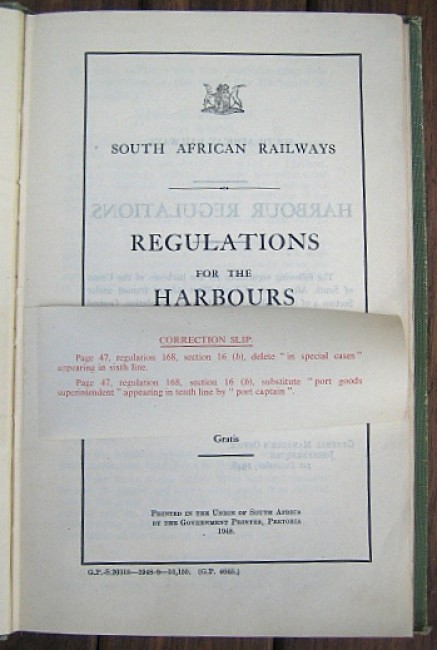 SOUTH AFRICAN RAILWAYS
REGULATIONS
FOR THE
HARBOURS
CORRECTION SLIP.
Page 47, regulation 168, section 16 (b), delete "in special cases"
appearing in sixth line.
Page 47, regulation 168, section 16 (b), substitute "port goods
superintendent" appearing in tenth line by "port captain".
Gratis
PRINTED IN THE UNION OF SOUTH AFRICA
BY THE GOVERNMENT PRINTER, PRETORIA
1948.